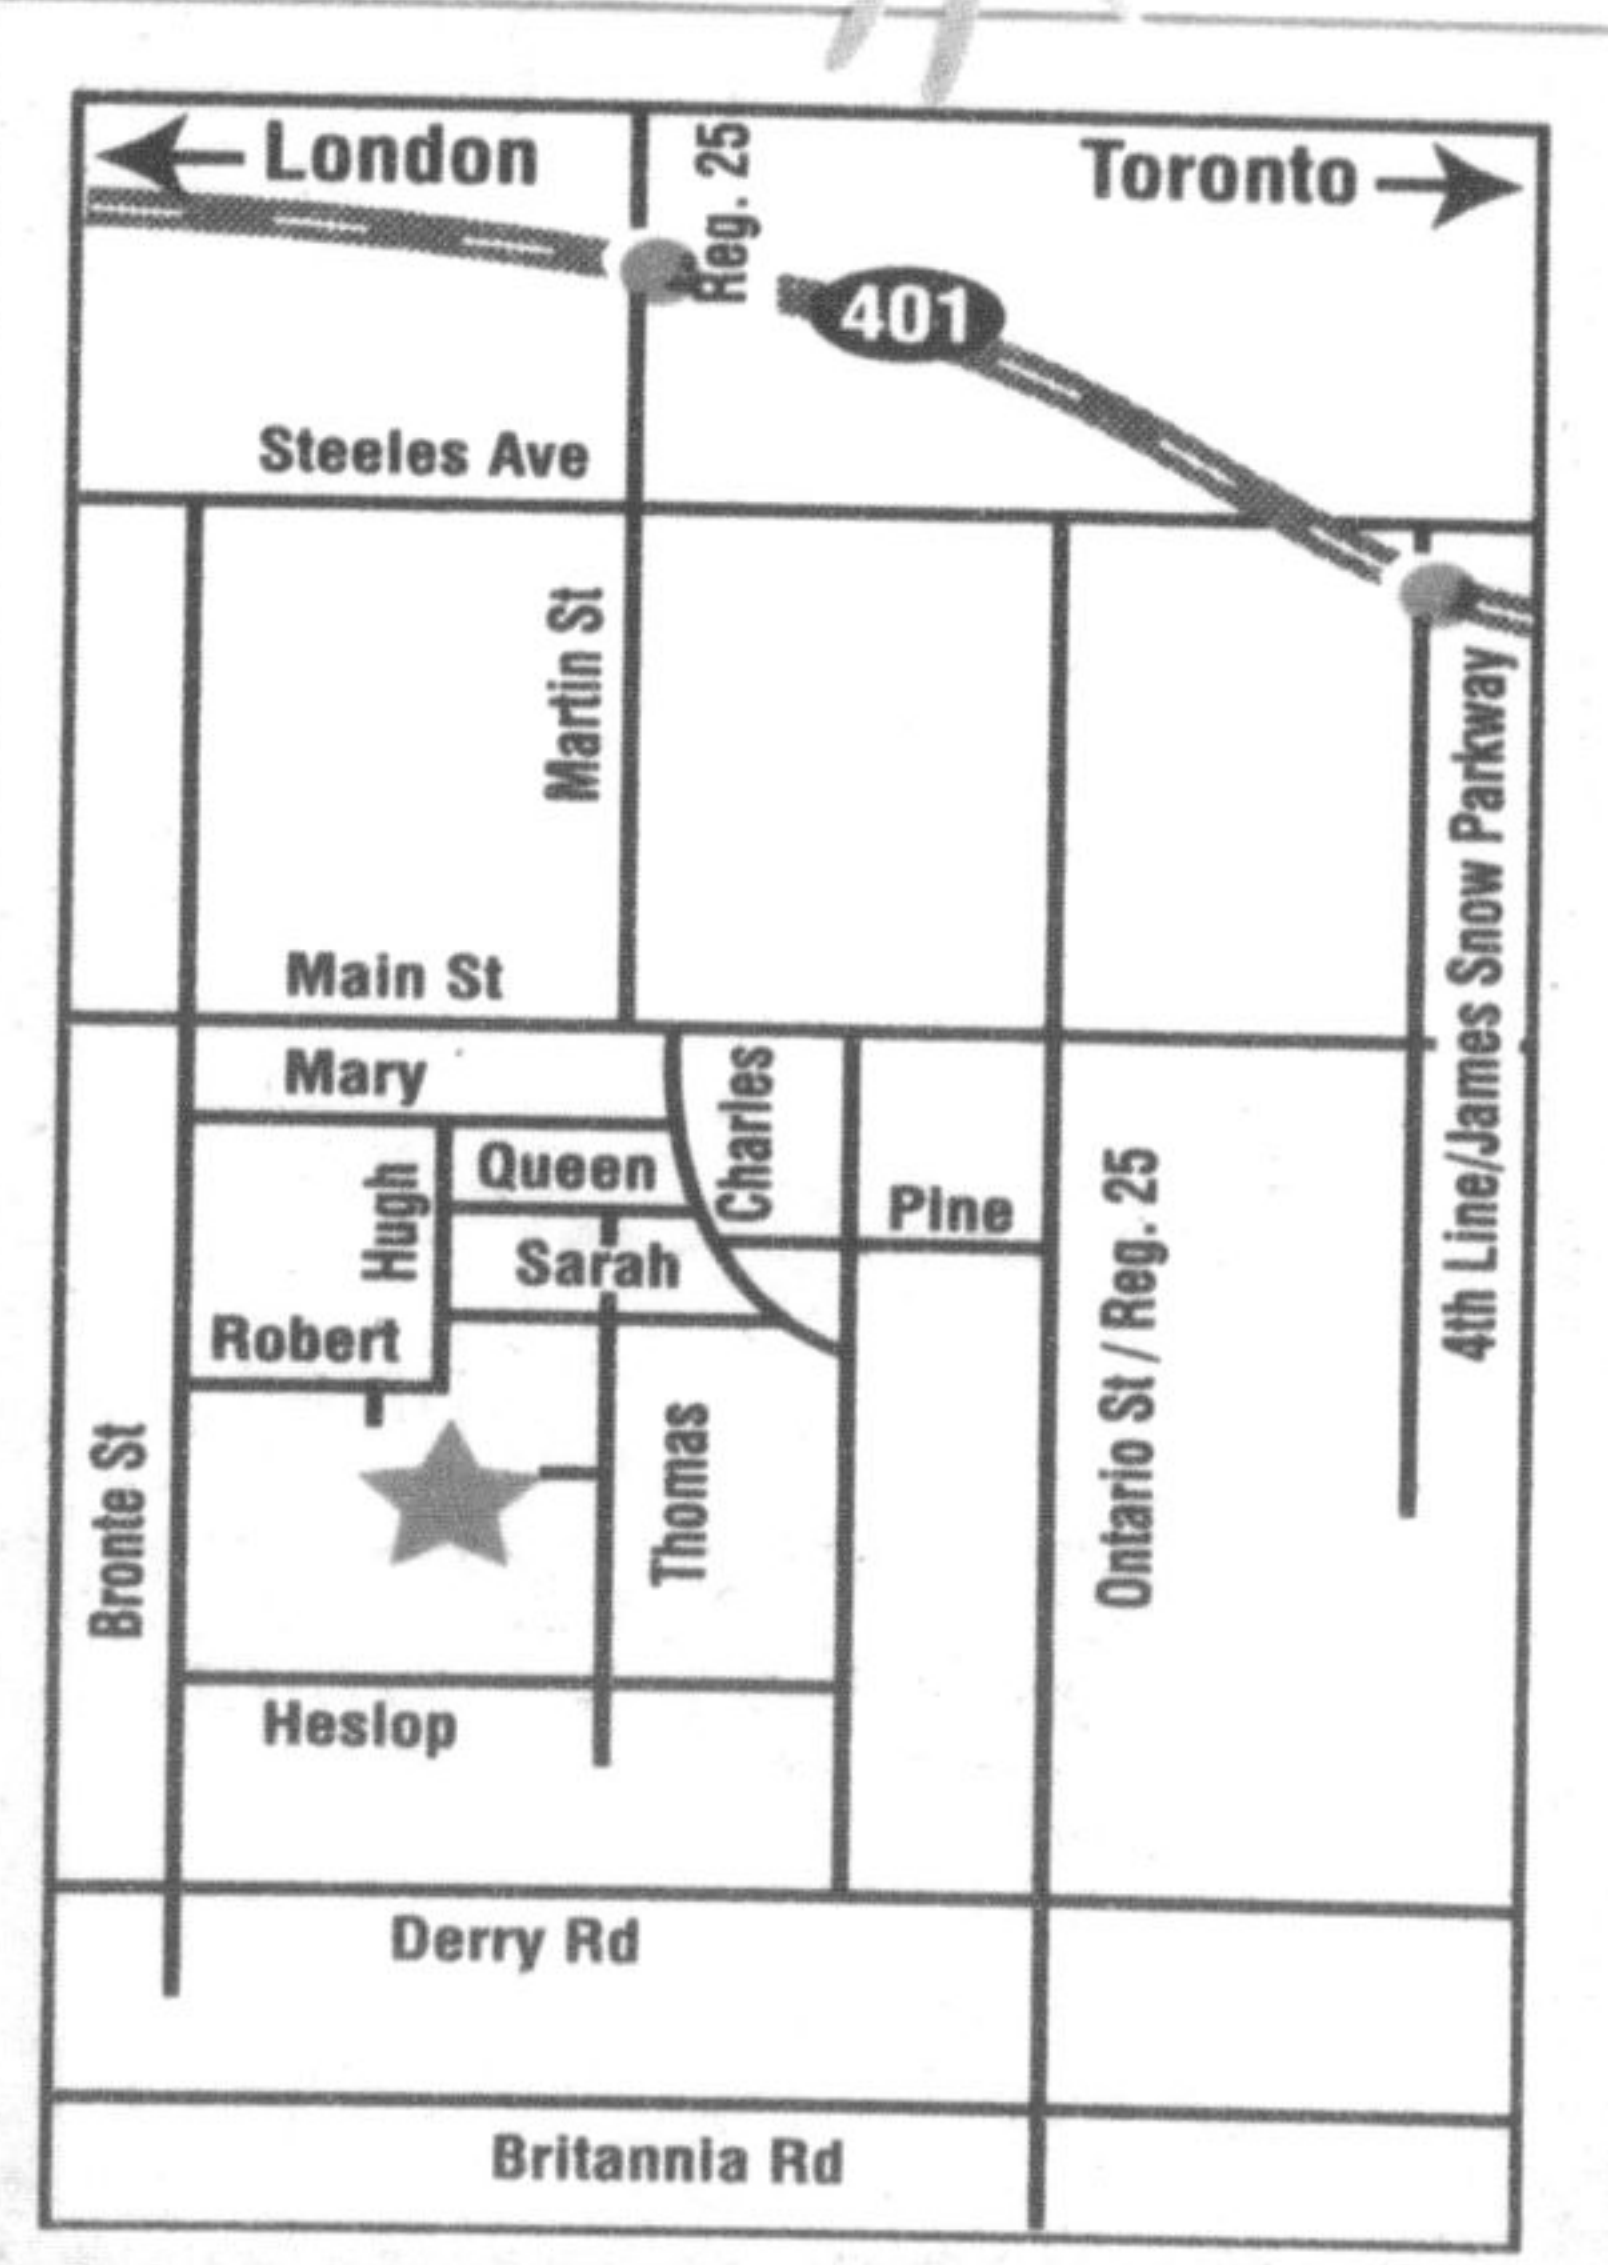 London
Toronto
Reg. 25
401
Steeles Ave
Martin St
4th Line/James Snow Parkway
Main St
Mary
Charles
Queen
Hugh
Pine
Sarah
Robert
Ontario St / Reg. 25
Thomas
Bronte St
Heslop
Derry Rd
Britannia Rd